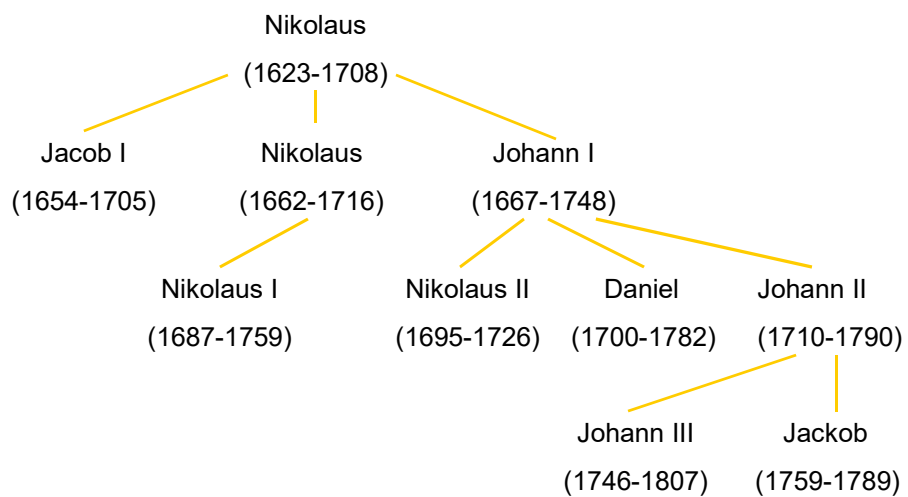 Nikolaus
(1623-1708)
Jacob I
(1654-1705)
Nikolaus
(1662-1716)
Johann I
(1667-1748)
Nikolaus I
(1687-1759)
Nikolaus II
(1695-1726)
Daniel
(1700-1782)
Johann II
(1710-1790)
Johann III
(1746-1807)
Jackob
(1759-1789)